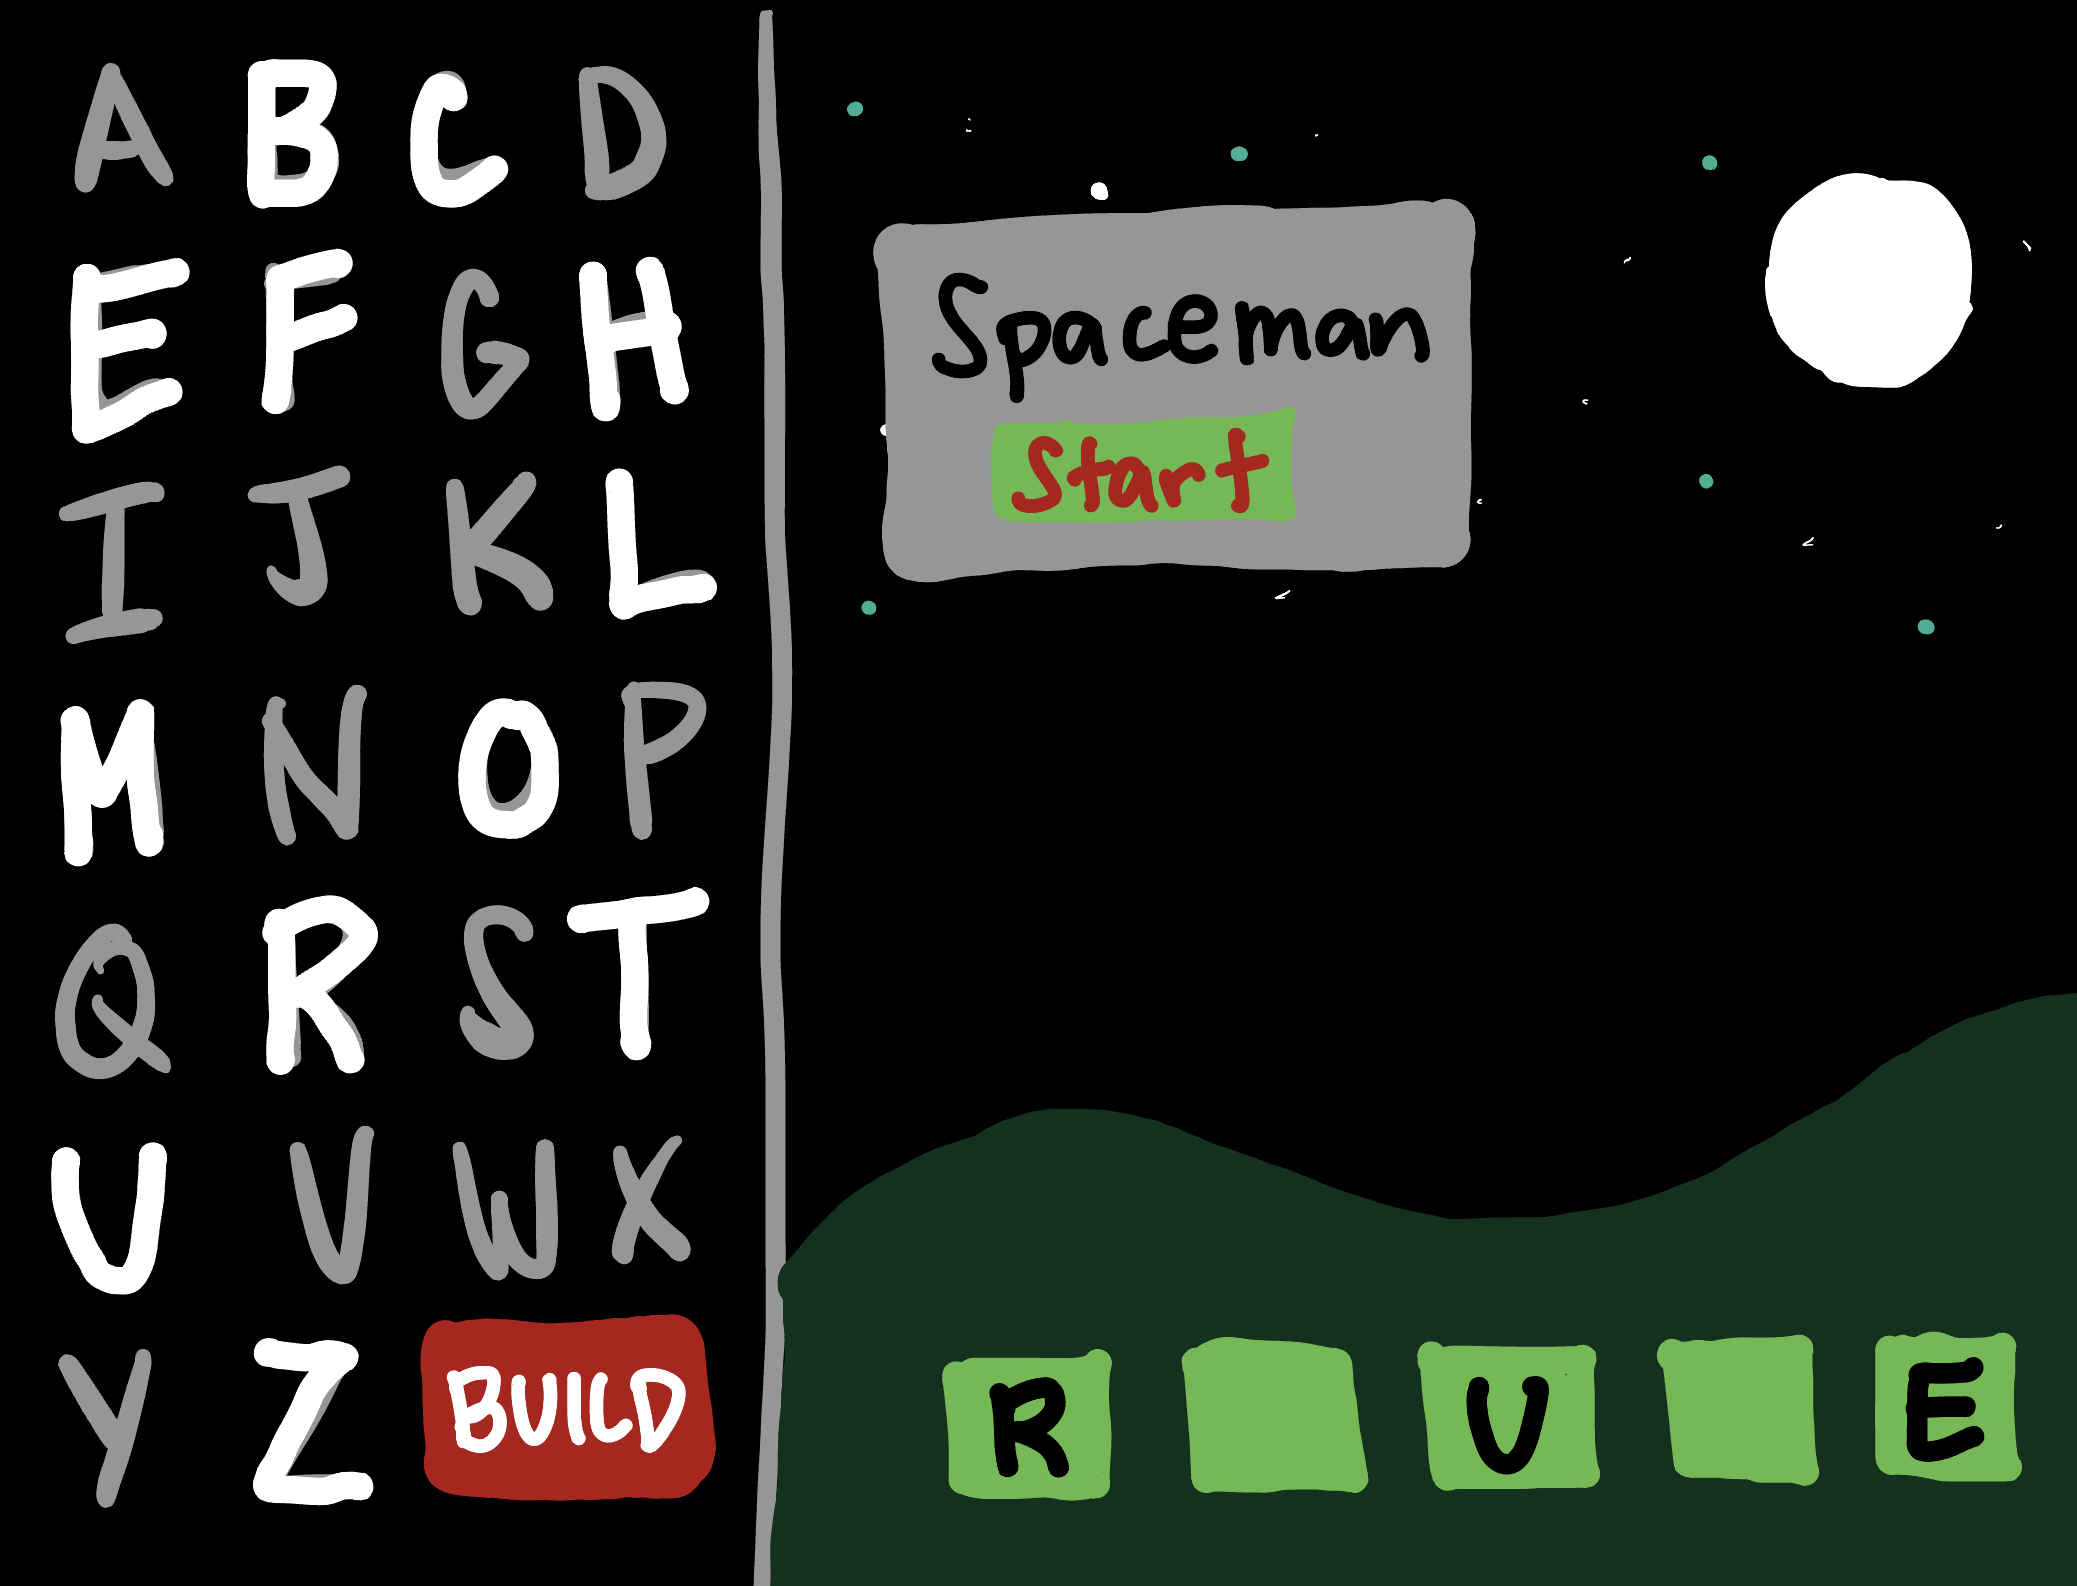 A B C D
E F G H
I J K L
M N O P
Q R S T
U V W X
Y Z BUILD
Spaceman
Start
R U E